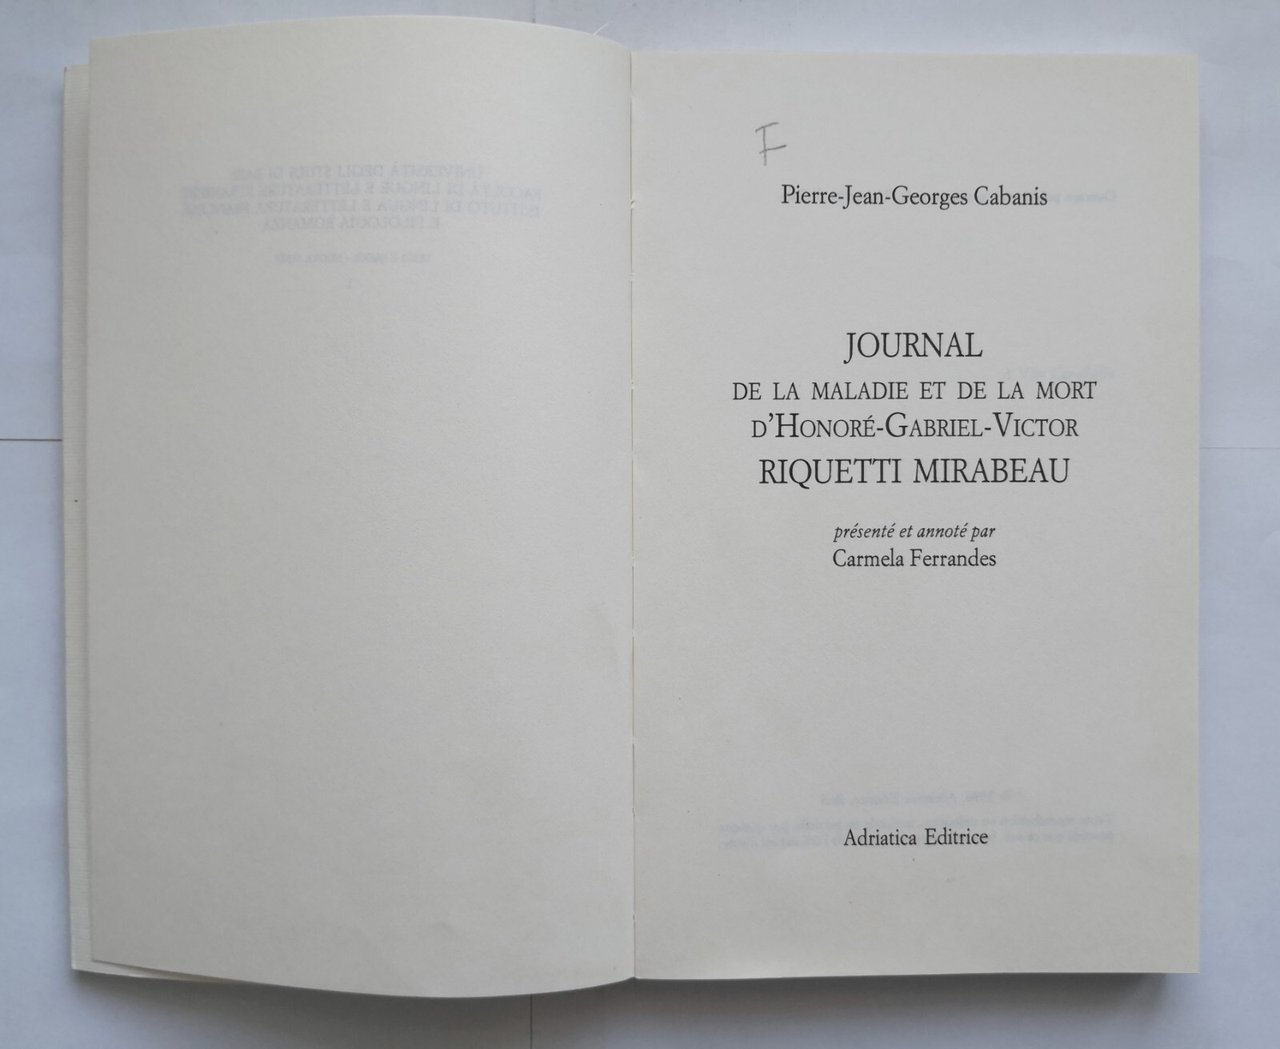 F
Pierre-Jean-Georges Cabanis
JOURNAL
DE LA MALADIE ET DE LA MORT
D'HONORÉ-GABRIEL-VICTOR
RIQUETTI MIRABEAU
présenté et annoté par
Carmela Ferrandes
Adriatica Editrice